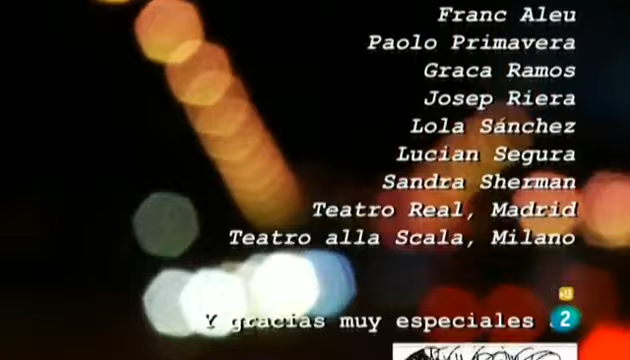 Franc Aleu
Paolo Primavera
Graca Ramos
Josep Riera
Lola Sánchez
Lucian Segura
Sandra Sherman
Teatro Real, Madrid
Teatro alla Scala, Milano
Y gracias muy especiales
2